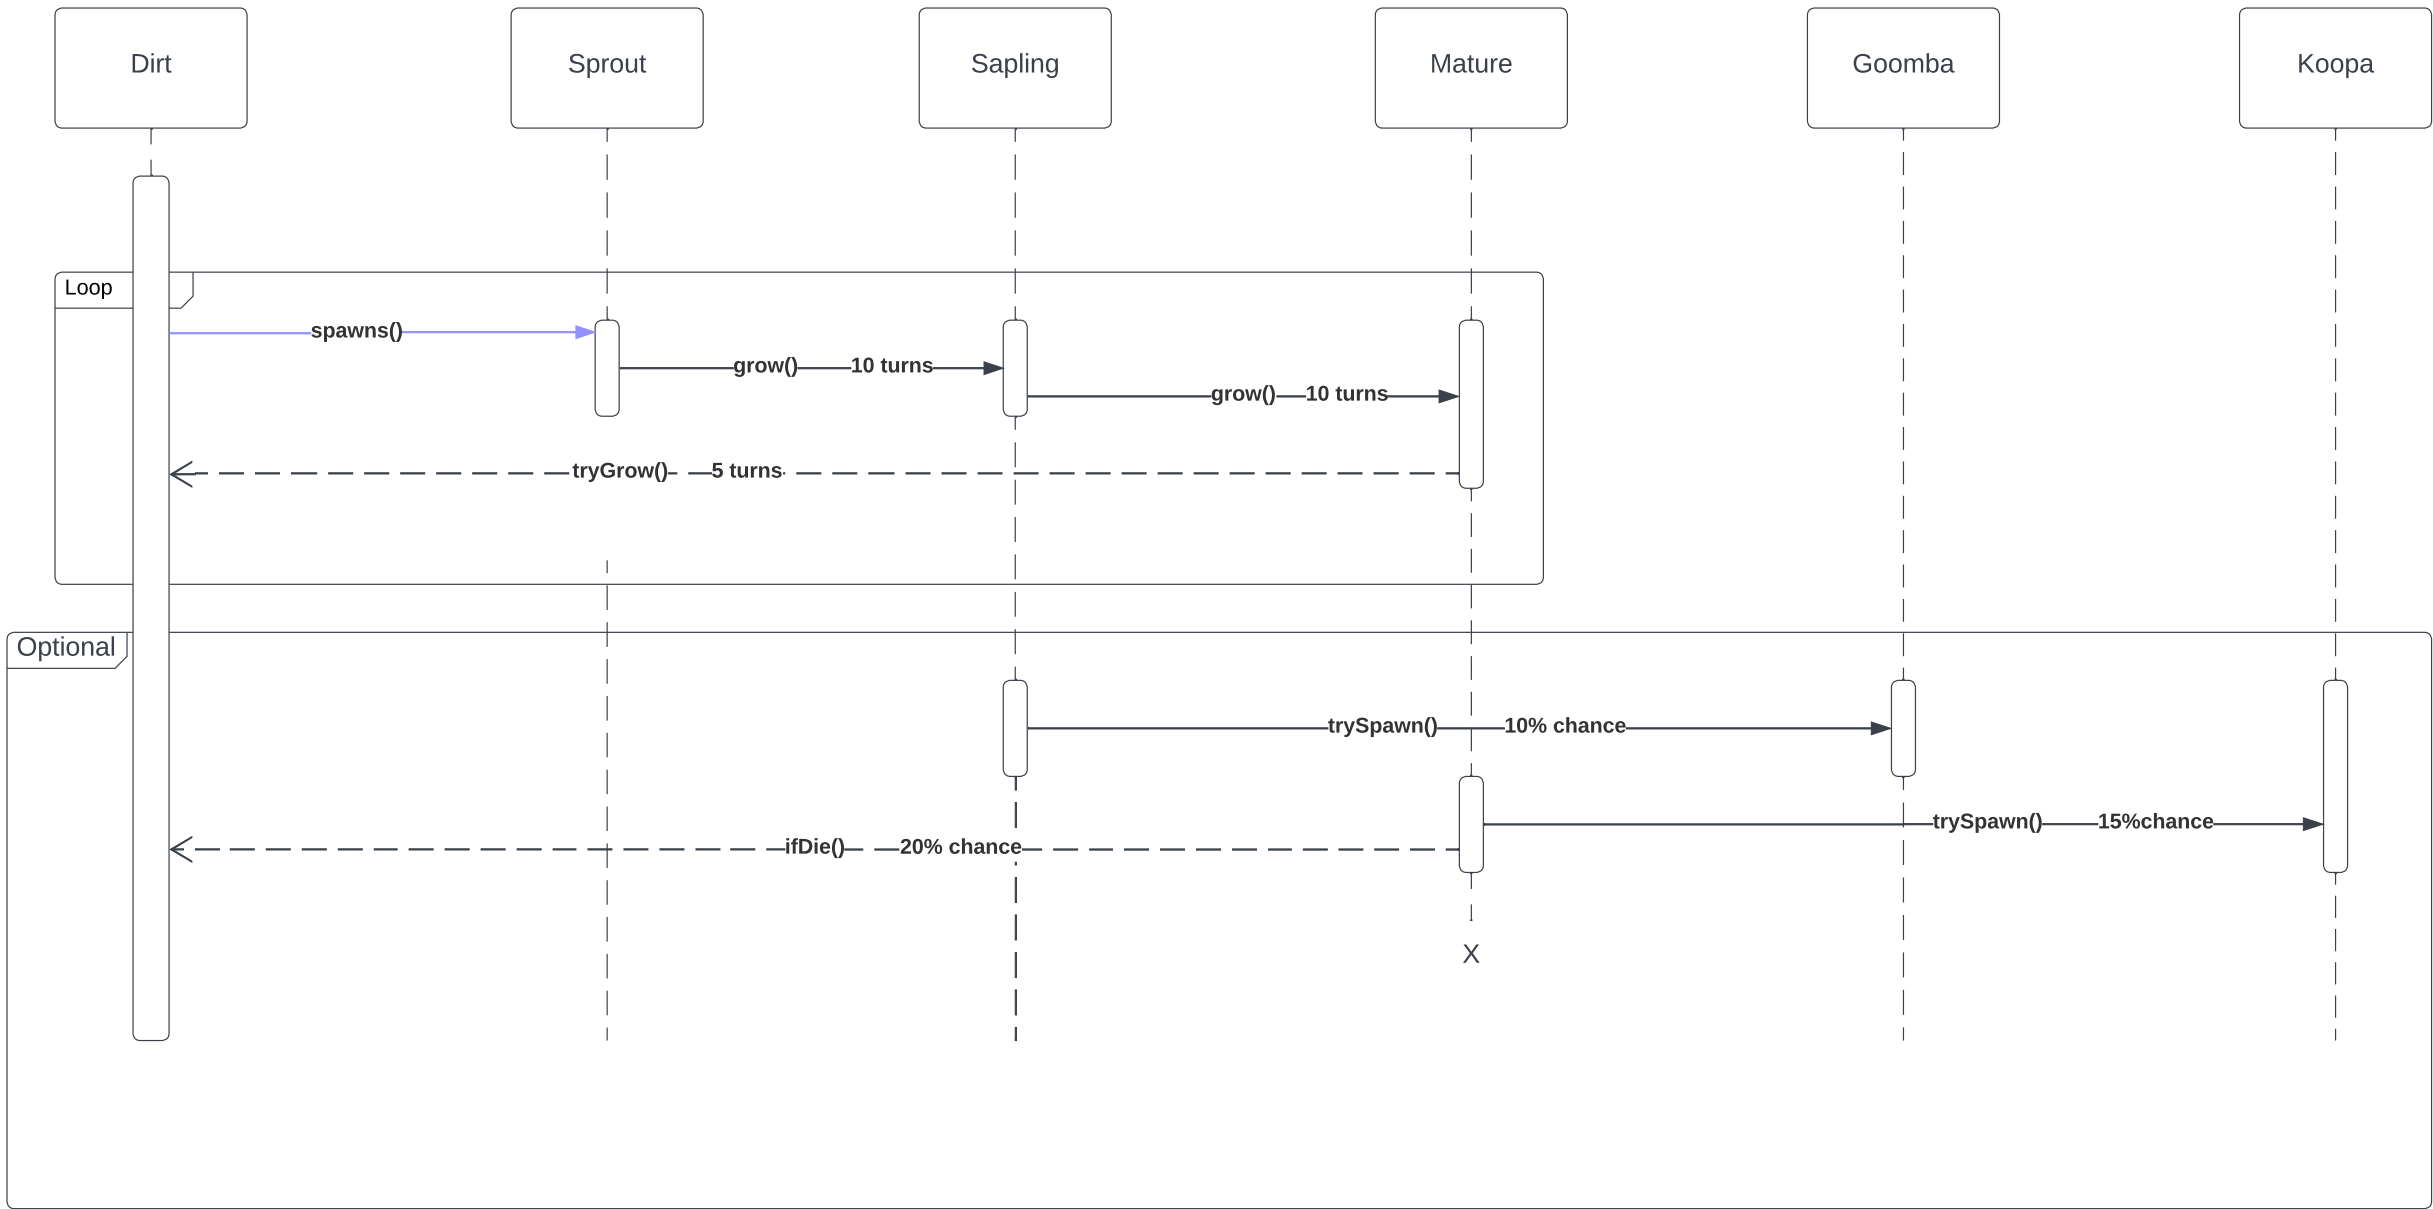 Dirt
Sprout
Sapling
Mature
Goomba
Koopa
Loop
spawns()
grow() 10 turns
grow() 10 turns
tryGrow() 5 turns
Optional
trySpawn() 10% chance
trySpawn() 15%chance
ifDie() 20% chance
X